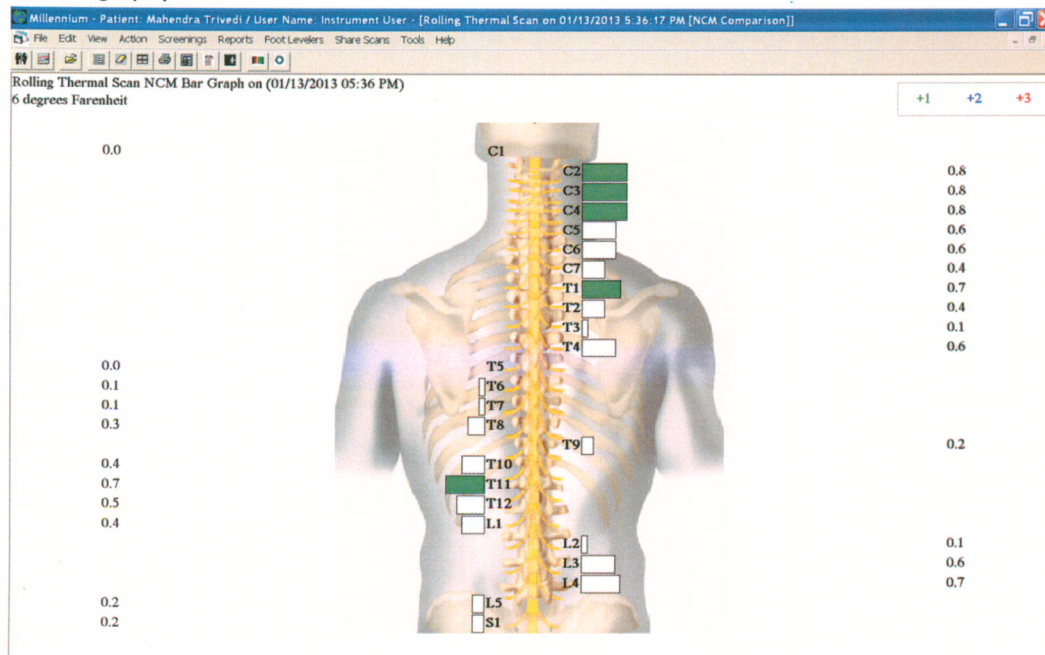 Millennium - Patient: Mahendra Trivedi / User Name: Instrument User - [Rolling Thermal Scan on 01/13/2013 5:36:17 PM [NCM Comparison]]
File Edit View Action Screenings Reports Foot Levelers Share Scans Tools Help
Rolling Thermal Scan NCM Bar Graph on (01/13/2013 05:36 PM)
6 degrees Farenheit
+1 +2 +3
0.0 C1
C2 0.8
C3 0.8
C4 0.8
C5 0.6
C6 0.6
C7 0.4
T1 0.7
T2 0.4
T3 0.1
T4 0.6
0.0 T5
0.1 T6
0.1 T7
0.3 T8
T9 0.2
0.4 T10
0.7 T11
0.5 T12
0.4 L1
L2 0.1
L3 0.6
L4 0.7
0.2 L5
0.2 S1